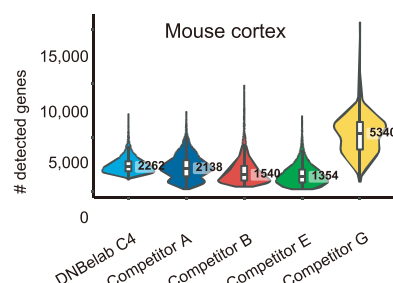 Mouse cortex
# detected genes
15,000
10,000
5,000
0
2262
2138
1540
1354
5340
DNBelab C4
Competitor A
Competitor B
Competitor E
Competitor G